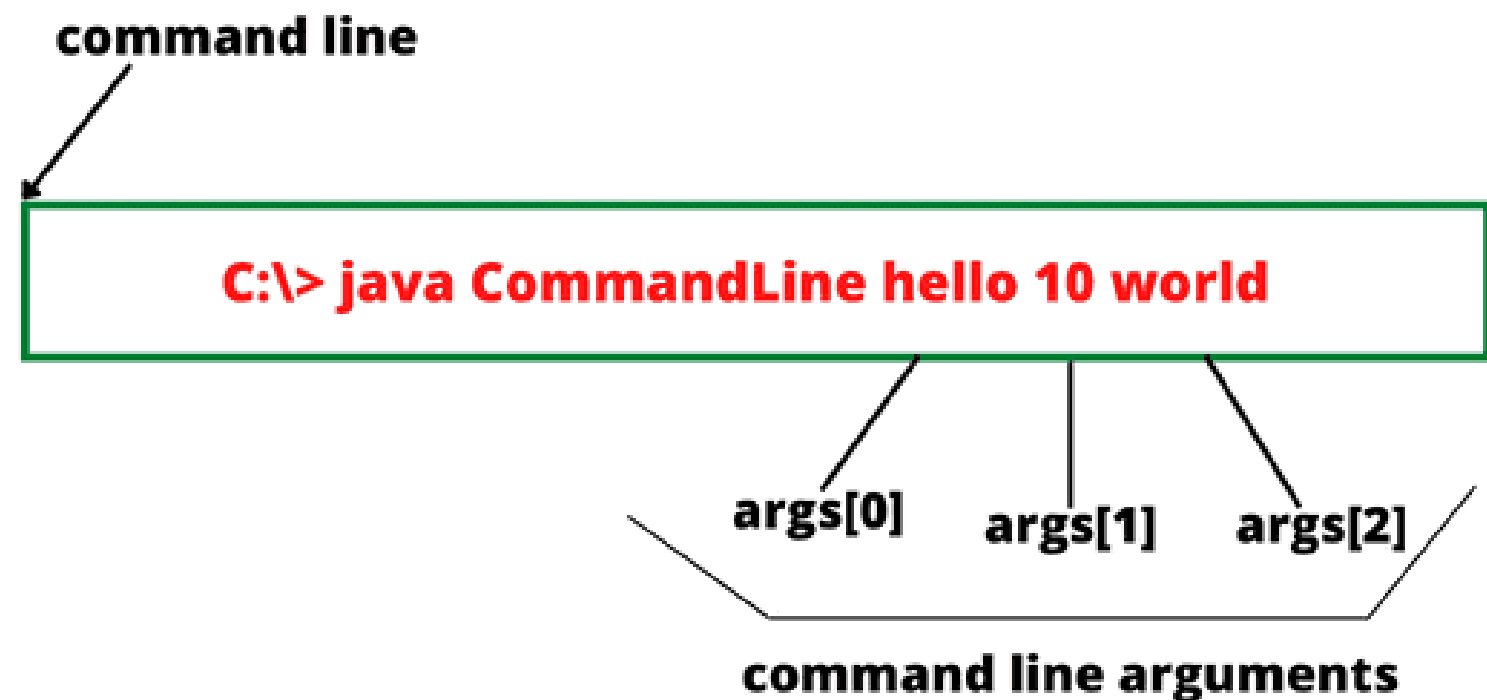 command line
C:\> java CommandLine hello 10 world
args[0] args[1] args[2]
command line arguments